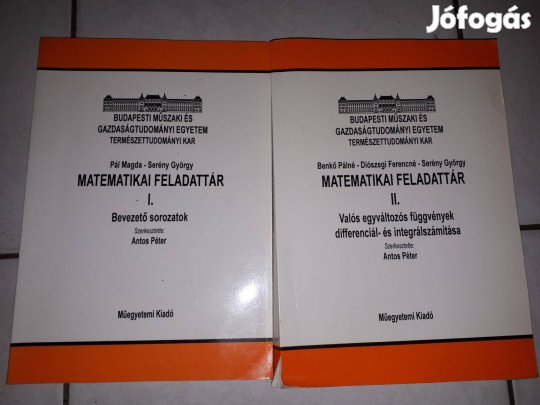 Jófogás
BUDAPESTI MŰSZAKI ÉS
GAZDASÁGTUDOMÁNYI EGYETEM
TERMÉSZETTUDOMÁNYI KAR
Pál Magda - Serény György
MATEMATIKAI FELADATTÁR
I.
Bevezető sorozatok
Szerkesztette:
Antos Péter
Műegyetemi Kiadó
BUDAPESTI MŰSZAKI ÉS
GAZDASÁGTUDOMÁNYI EGYETEM
TERMÉSZETTUDOMÁNYI KAR
Benkő Pálné - Diószegi Ferencné - Serény György
MATEMATIKAI FELADATTÁR
II.
Valós egyváltozós függvények
differenciál- és integrálszámítása
Szerkesztette:
Antos Péter
Műegyetemi Kiadó